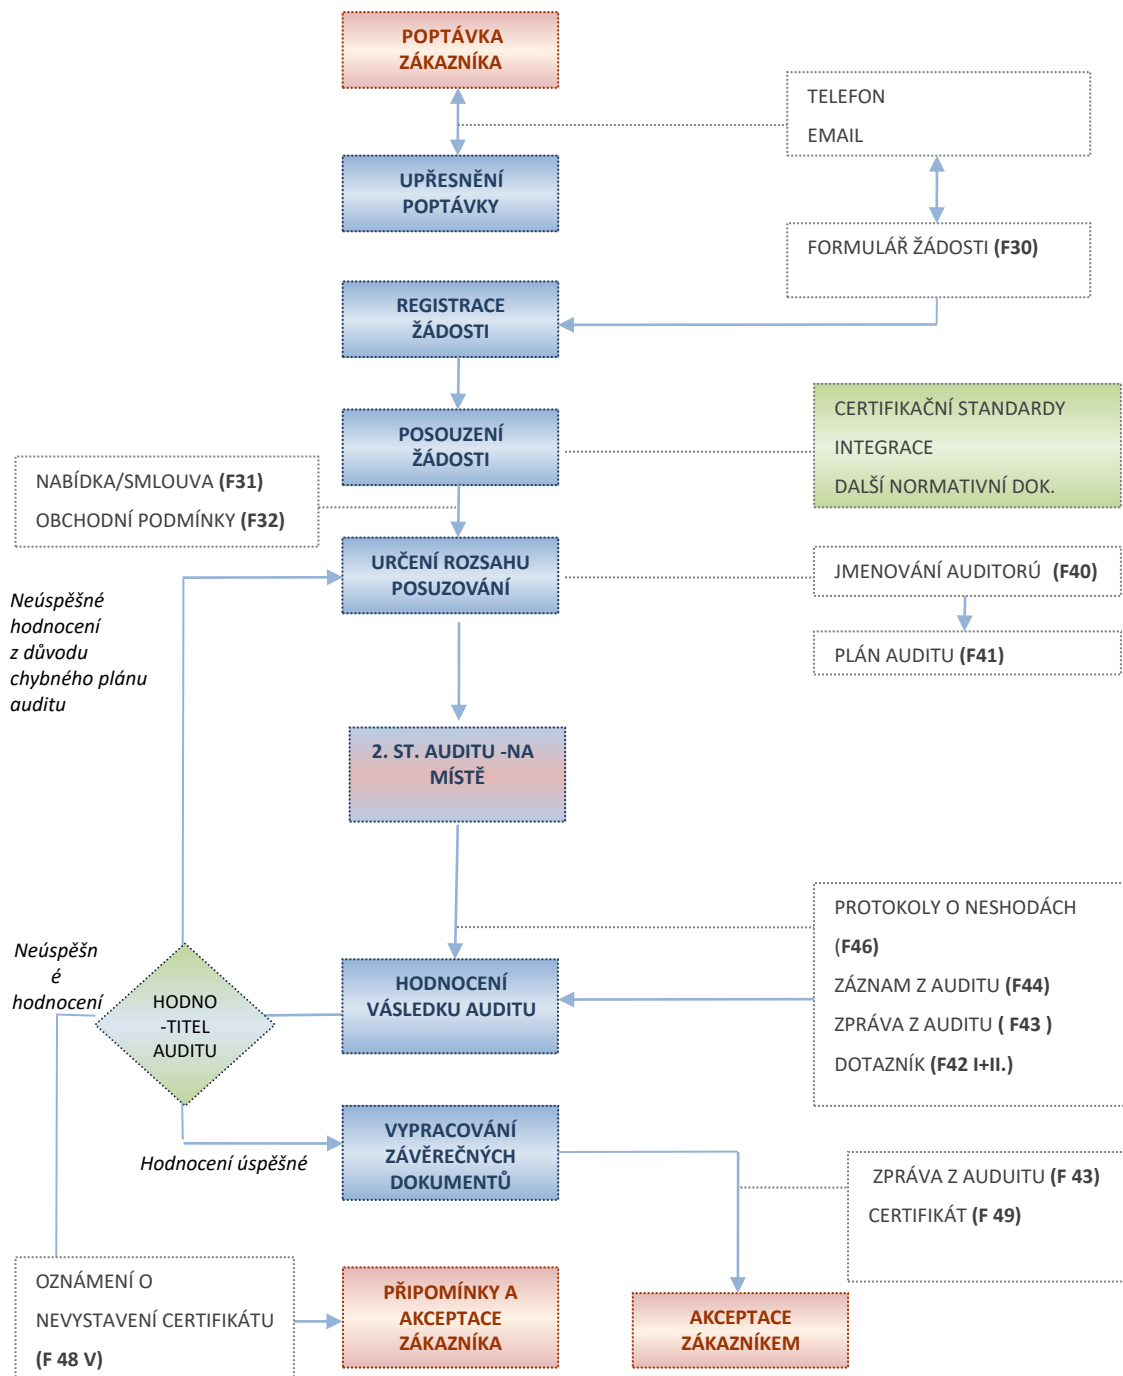 POPTÁVKA
ZÁKAZNÍKA
TELEFON
EMAIL
UPŘESNĚNÍ
POPTÁVKY
FORMULÁŘ ŽÁDOSTI (F30)
REGISTRACE
ŽÁDOSTI
CERTIFIKAČNÍ STANDARDY
INTEGRACE
DALŠÍ NORMATIVNÍ DOK.
POSOUZENÍ
ŽÁDOSTI
NABÍDKA/SMLOUVA (F31)
OBCHODNÍ PODMÍNKY (F32)
URČENÍ ROZSAHU
POSUZOVÁNÍ
JMENOVÁNÍ AUDITORÚ (F40)
PLÁN AUDITU (F41)
Neúspěšné
hodnocení
z důvodu
chybného plánu
auditu
2. ST. AUDITU -NA
MÍSTĚ
PROTOKOLY O NESHODÁCH
(F46)
ZÁZNAM Z AUDITU (F44)
ZPRÁVA Z AUDITU ( F43 )
DOTAZNÍK (F42 I+II.)
Neúspěšn
é
hodnocení
HODNO
-TITEL
AUDITU
HODNOCENÍ
VÁSLEDKU AUDITU
Hodnocení úspěšné
VYPRACOVÁNÍ
ZÁVĚREČNÝCH
DOKUMENTŮ
ZPRÁVA Z AUDUITU (F 43)
CERTIFIKÁT (F 49)
OZNÁMENÍ O
NEVYSTAVENÍ CERTIFIKÁTU
(F 48 V)
PŘIPOMÍNKY A
AKCEPTACE
ZÁKAZNÍKA
AKCEPTACE
ZÁKAZNÍKEM